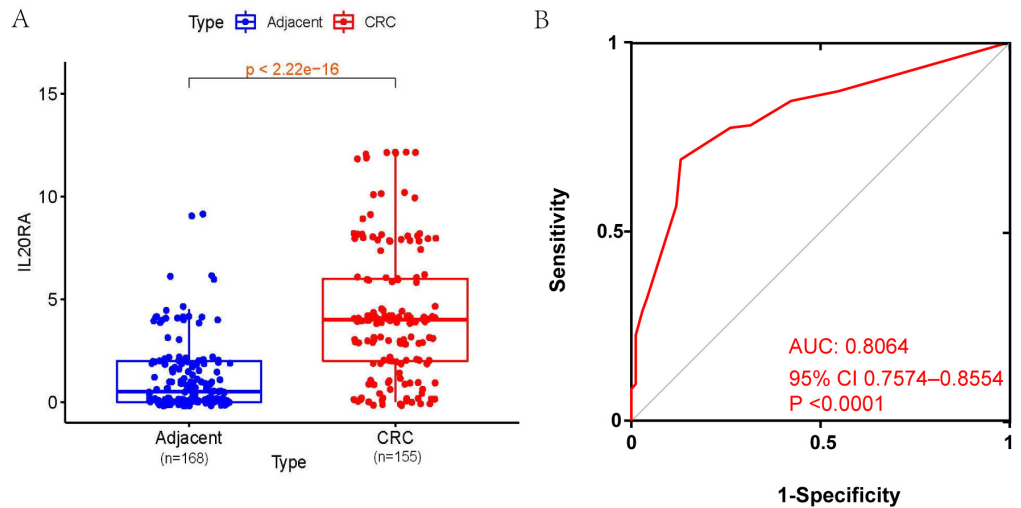 A
Type Adjacent CRC
p < 2.22e−16
15
10
5
0
IL20RA
Adjacent CRC
(n=168) (n=155)
Type
B
1
0.5
0
Sensitivity
AUC: 0.8064
95% CI 0.7574–0.8554
P <0.0001
0 0.5 1
1-Specificity